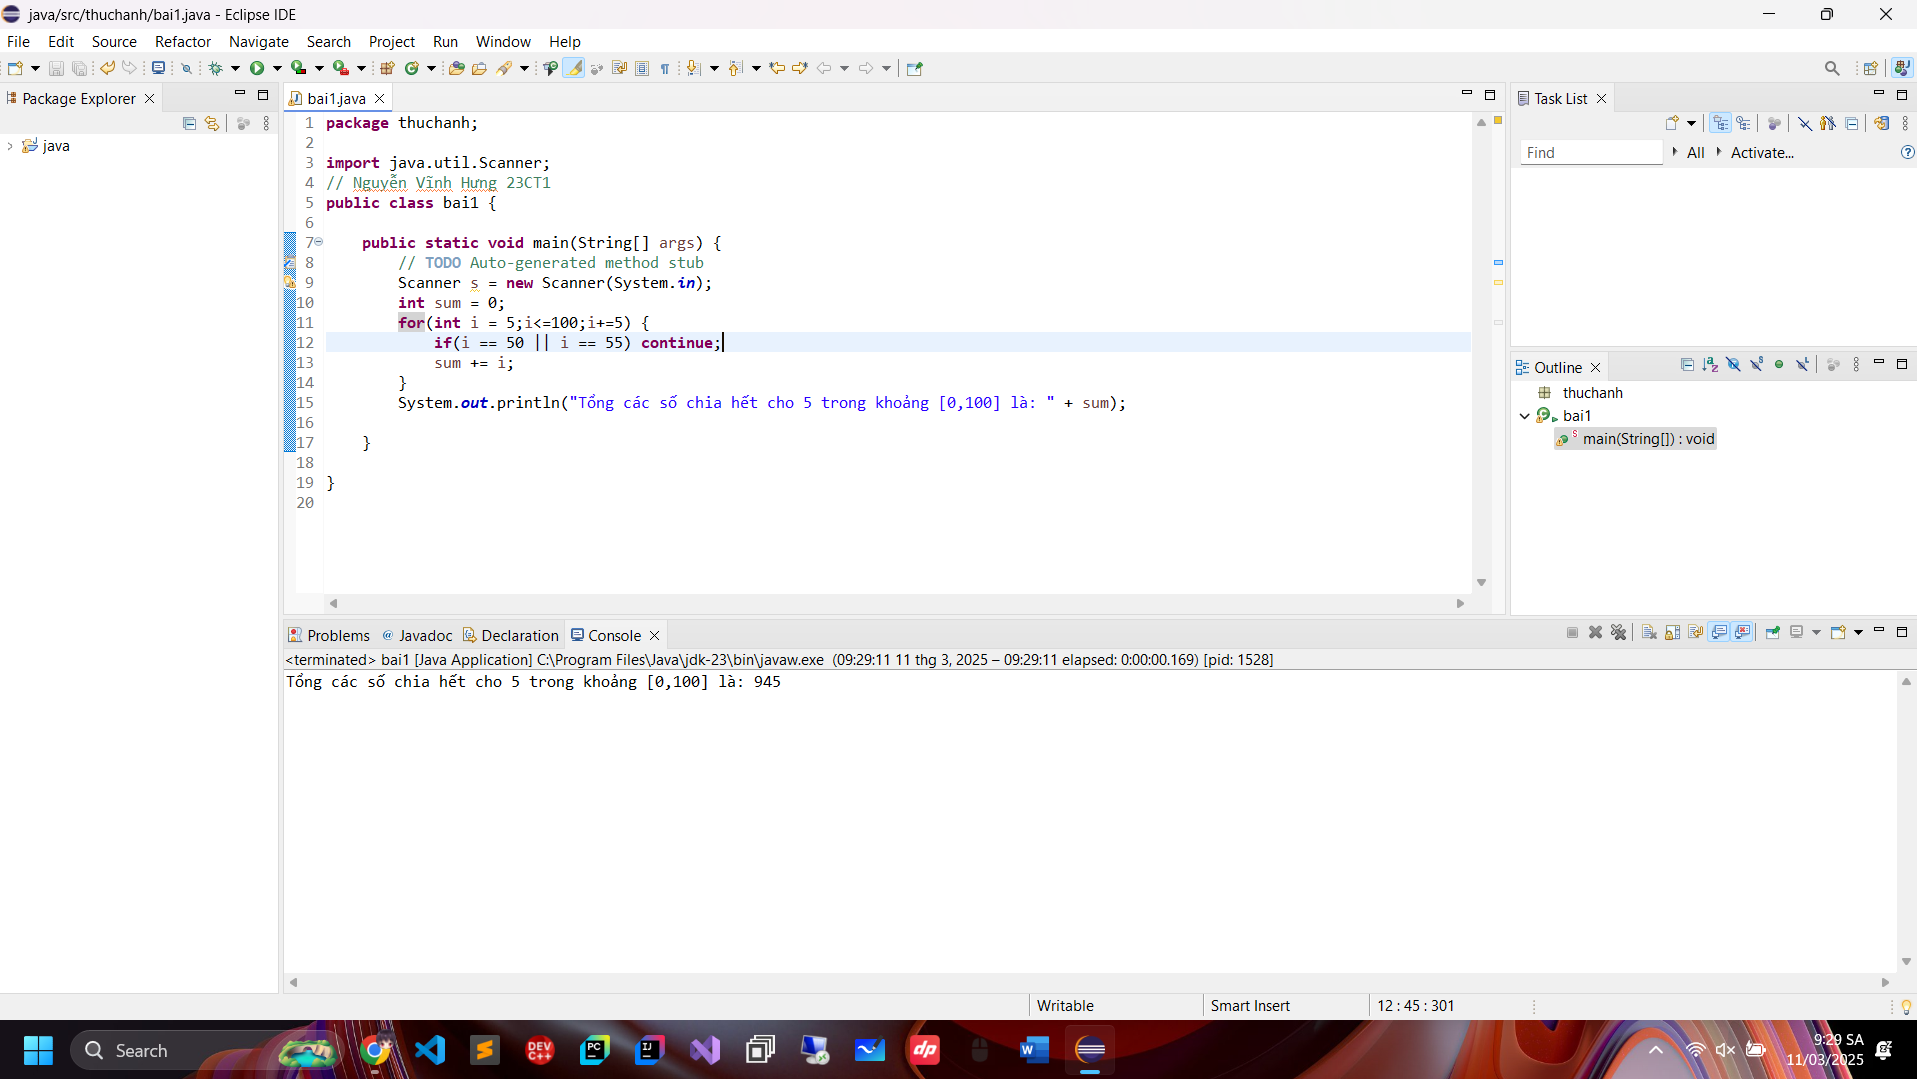 java/src/thuchanh/bai1.java - Eclipse IDE
File Edit Source Refactor Navigate Search Project Run Window Help
Package Explorer
java
bai1.java
1 package thuchanh;
2
3 import java.util.Scanner;
4 // Nguyễn Vĩnh Hưng 23CT1
5 public class bai1 {
6
7 public static void main(String[] args) {
8 // TODO Auto-generated method stub
9 Scanner s = new Scanner(System.in);
10 int sum = 0;
11 for(int i = 5;i<=100;i+=5) {
12 if(i == 50 || i == 55) continue;
13 sum += i;
14 }
15 System.out.println("Tổng các số chia hết cho 5 trong khoảng [0,100] là: " + sum);
16
17 }
18
19 }
20
Task List
Find All Activate...
Outline
thuchanh
bai1
main(String[]) : void
Problems Javadoc Declaration Console
<terminated> bai1 [Java Application] C:\Program Files\Java\jdk-23\bin\javaw.exe (09:29:11 11 thg 3, 2025 – 09:29:11 elapsed: 0:00:00.169) [pid: 1528]
Tổng các số chia hết cho 5 trong khoảng [0,100] là: 945
Writable Smart Insert 12 : 45 : 301
Search
DEV C++
PC
IJ
dp
W
9:29 SA
11/03/2025